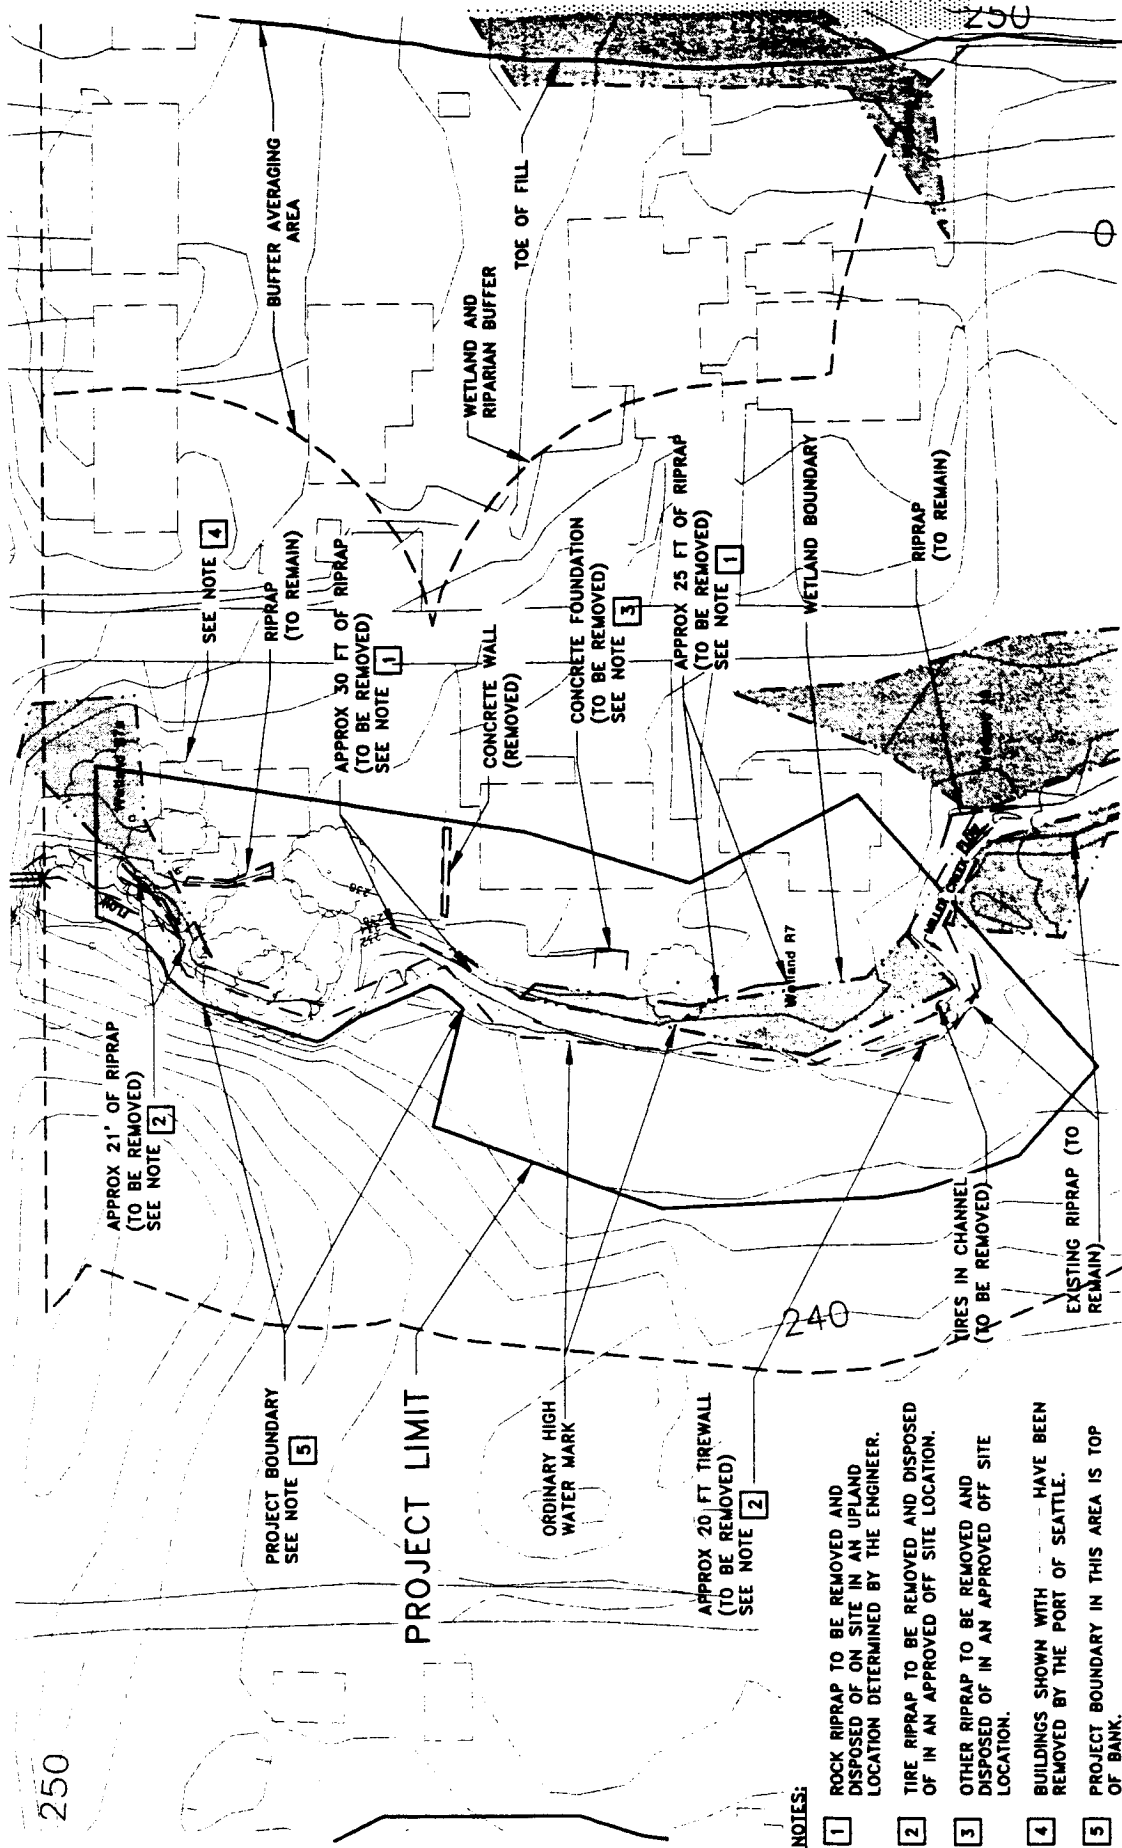 250
250
BUFFER AVERAGING
AREA
TOE OF FILL
WETLAND AND
RIPARIAN BUFFER
SEE NOTE 4
RIPRAP
(TO REMAIN)
APPROX 30 FT OF RIPRAP
(TO BE REMOVED)
SEE NOTE 1
CONCRETE WALL
(REMOVED)
CONCRETE FOUNDATION
(TO BE REMOVED)
SEE NOTE 3
APPROX 25 FT OF RIPRAP
(TO BE REMOVED)
SEE NOTE 1
WETLAND BOUNDARY
RIPRAP
(TO REMAIN)
FLOW
238
242
Wetland R7
MILLER CREEK FLOW
APPROX 21' OF RIPRAP
(TO BE REMOVED)
SEE NOTE 2
PROJECT BOUNDARY
SEE NOTE 5
PROJECT LIMIT
ORDINARY HIGH
WATER MARK
APPROX 20 FT TIREWALL
(TO BE REMOVED)
SEE NOTE 2
240
TIRES IN CHANNEL
(TO BE REMOVED)
EXISTING RIPRAP (TO
REMAIN)
NOTES:
1 ROCK RIPRAP TO BE REMOVED AND
DISPOSED OF ON SITE IN AN UPLAND
LOCATION DETERMINED BY THE ENGINEER.
2 TIRE RIPRAP TO BE REMOVED AND DISPOSED
OF IN AN APPROVED OFF SITE LOCATION.
3 OTHER RIPRAP TO BE REMOVED AND
DISPOSED OF IN AN APPROVED OFF SITE
LOCATION.
4 BUILDINGS SHOWN WITH - - - HAVE BEEN
REMOVED BY THE PORT OF SEATTLE.
5 PROJECT BOUNDARY IN THIS AREA IS TOP
OF BANK.